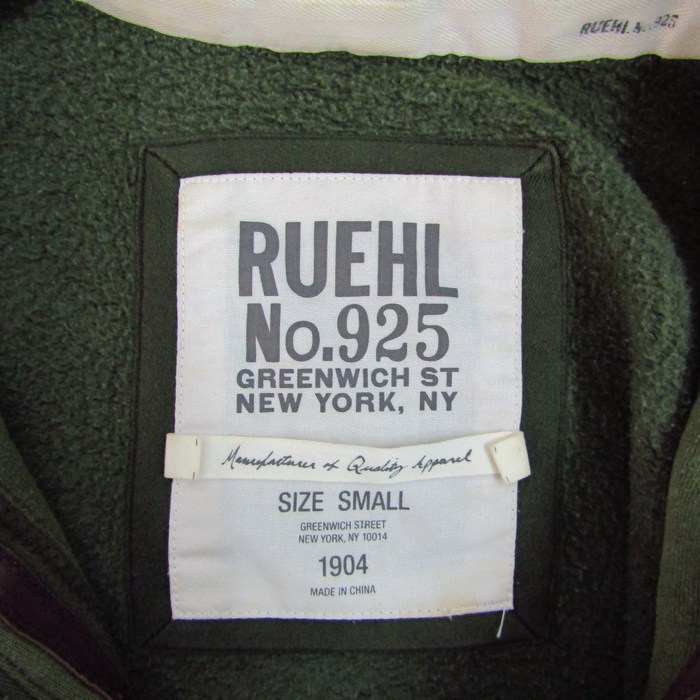 RUEHL No.925
RUEHL
No.925
GREENWICH ST
NEW YORK, NY
Manufacturer of Quality Apparel
SIZE SMALL
GREENWICH STREET
NEW YORK, NY 10014
1904
MADE IN CHINA